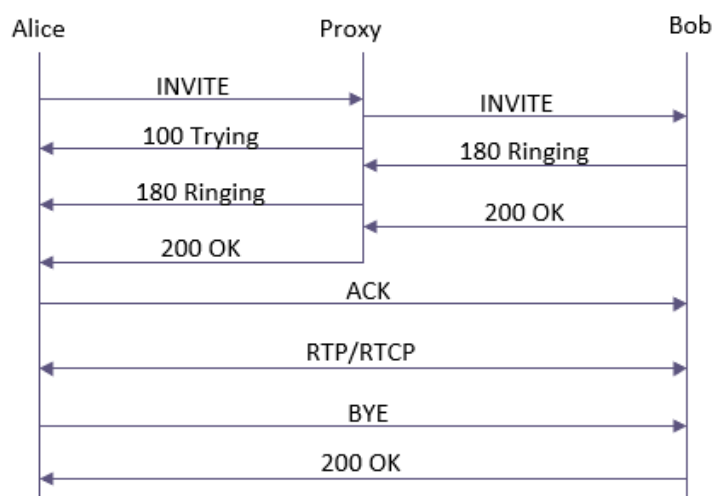 Alice Proxy Bob
INVITE
INVITE
100 Trying
180 Ringing
180 Ringing
200 OK
200 OK
ACK
RTP/RTCP
BYE
200 OK